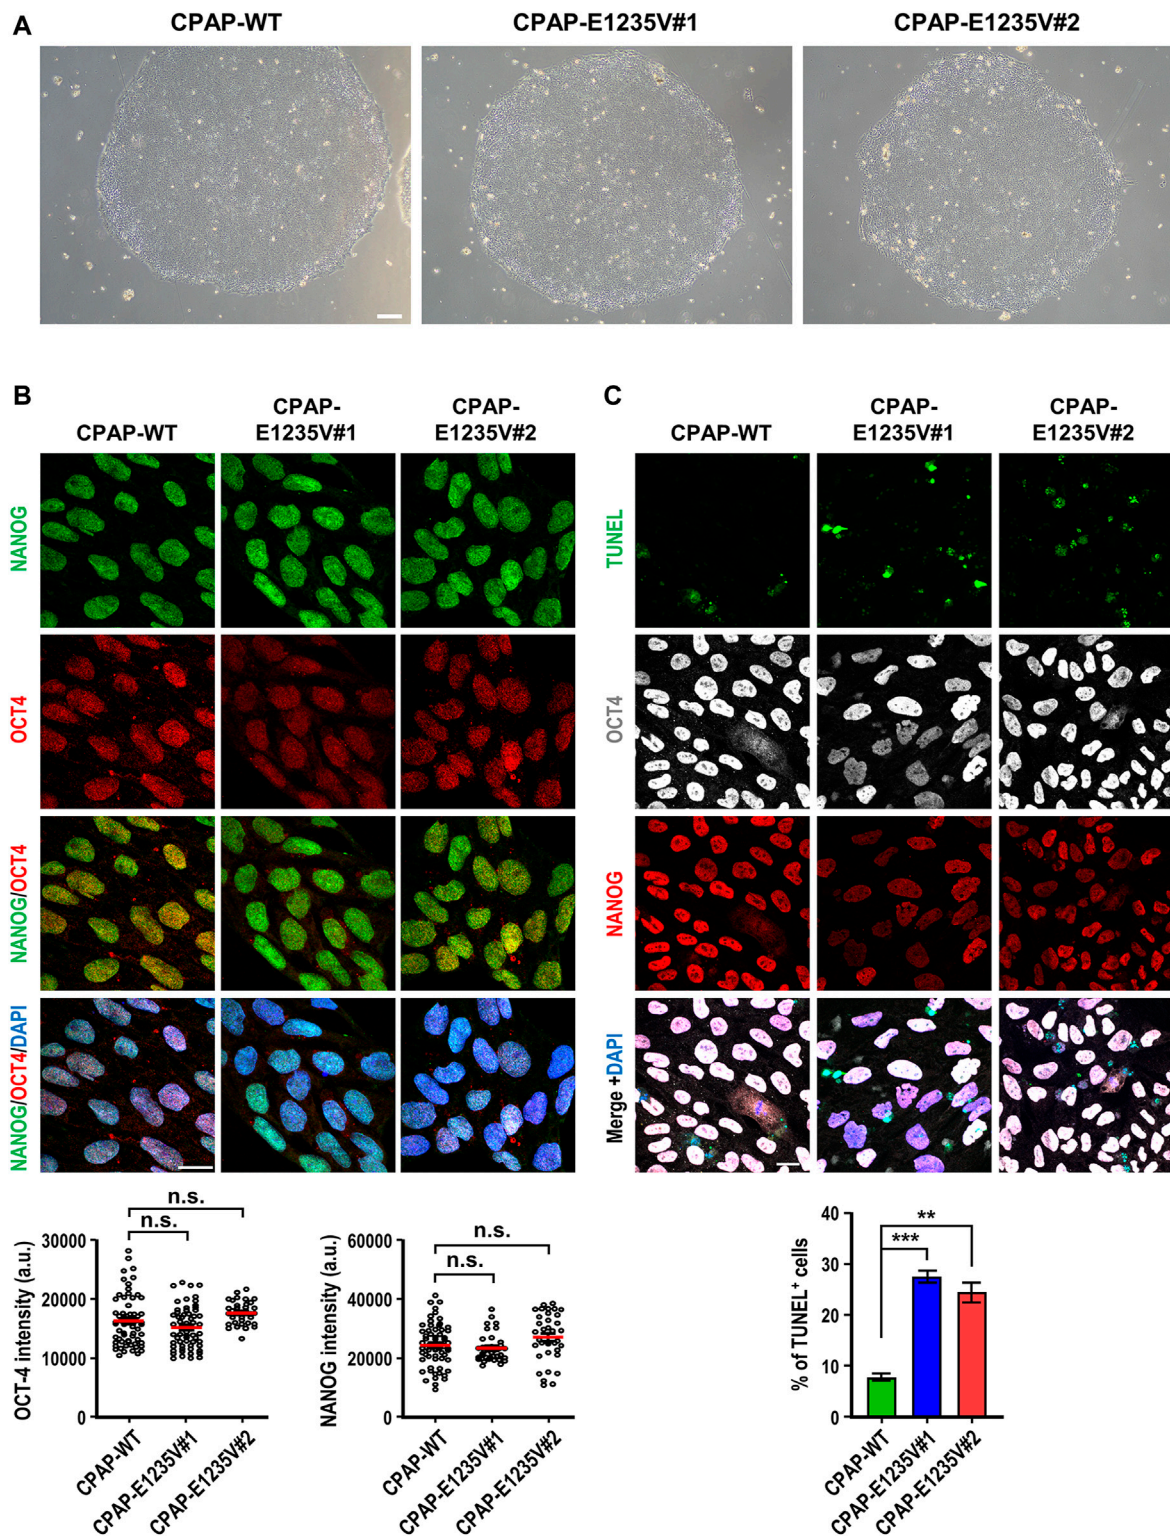 A
CPAP-WT
CPAP-E1235V#1
CPAP-E1235V#2
B
CPAP-WT
CPAP-
E1235V#1
CPAP-
E1235V#2
NANOG
OCT4
NANOG/OCT4
NANOG/OCT4/DAPI
C
CPAP-WT
CPAP-
E1235V#1
CPAP-
E1235V#2
TUNEL
OCT4
NANOG
Merge +DAPI
n.s.
n.s.
OCT-4 intensity (a.u.)
30000
20000
10000
0
CPAP-WT
CPAP-E1235V#1
CPAP-E1235V#2
n.s.
n.s.
NANOG intensity (a.u.)
60000
40000
20000
0
CPAP-WT
CPAP-E1235V#1
CPAP-E1235V#2
**
***
% of TUNEL⁺ cells
40
30
20
10
0
CPAP-WT
CPAP-E1235V#1
CPAP-E1235V#2